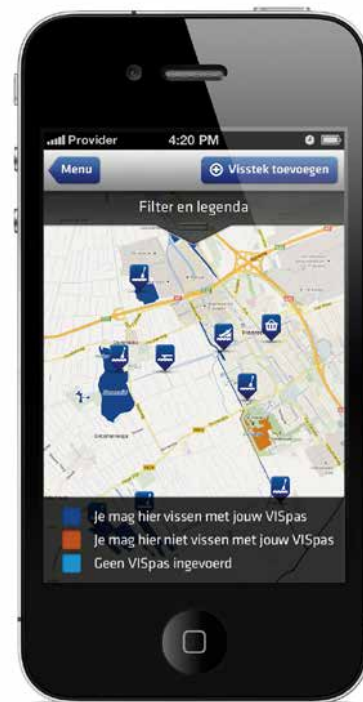 Provider
4:20 PM
Menu
Visstek toevoegen
Filter en legenda
Je mag hier vissen met jouw VISpas
Je mag hier niet vissen met jouw VISpas
Geen VISpas ingevoerd